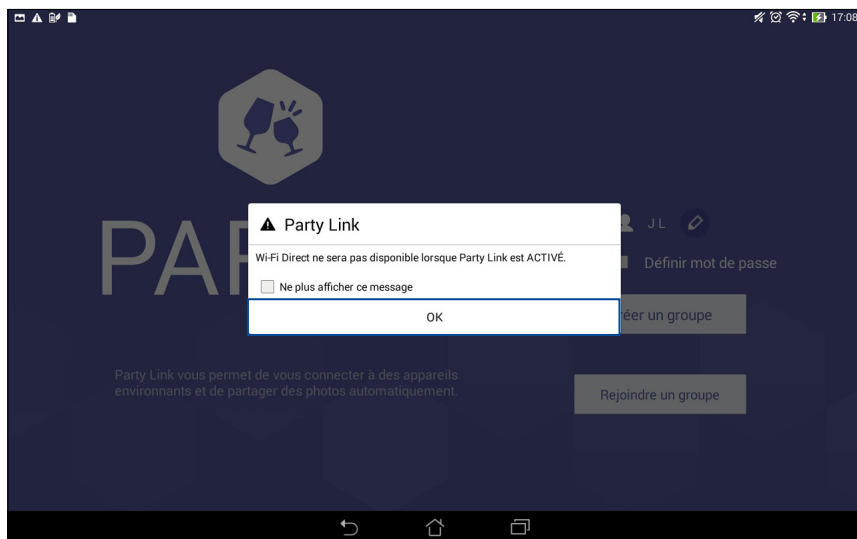 17:08
PAR
Party Link
Wi-Fi Direct ne sera pas disponible lorsque Party Link est ACTIVÉ.
Ne plus afficher ce message
OK
J L
Définir mot de passe
éer un groupe
Party Link vous permet de vous connecter à des appareils
environnants et de partager des photos automatiquement.
Rejoindre un groupe